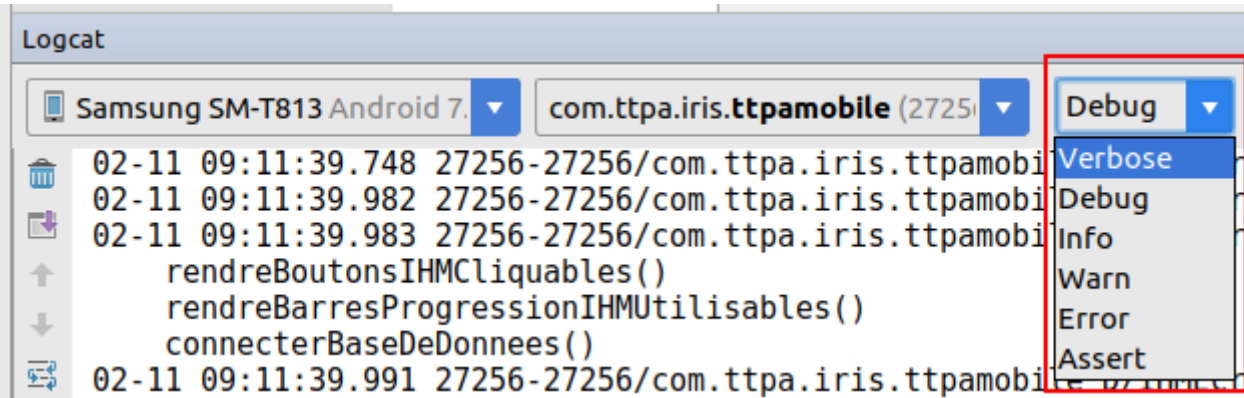 Logcat
Samsung SM-T813 Android 7. com.ttpa.iris.ttpamobile (2725 Debug
Verbose
Debug
Info
Warn
Error
Assert
02-11 09:11:39.748 27256-27256/com.ttpa.iris.ttpamobi
02-11 09:11:39.982 27256-27256/com.ttpa.iris.ttpamobi
02-11 09:11:39.983 27256-27256/com.ttpa.iris.ttpamobi
rendreBoutonsIHMCliquables()
rendreBarresProgressionIHMUtilisables()
connecterBaseDeDonnees()
02-11 09:11:39.991 27256-27256/com.ttpa.iris.ttpamobile